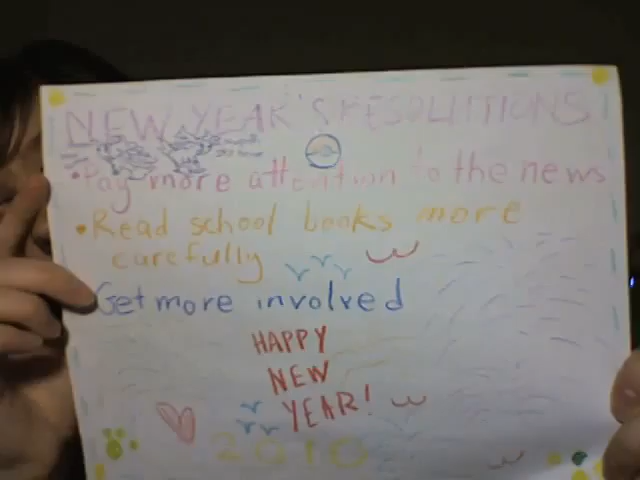 NEW YEAR'S RESOLUTIONS
• Pay more attention to the news
• Read school books more
carefully
Get more involved
HAPPY
NEW
YEAR!
2010